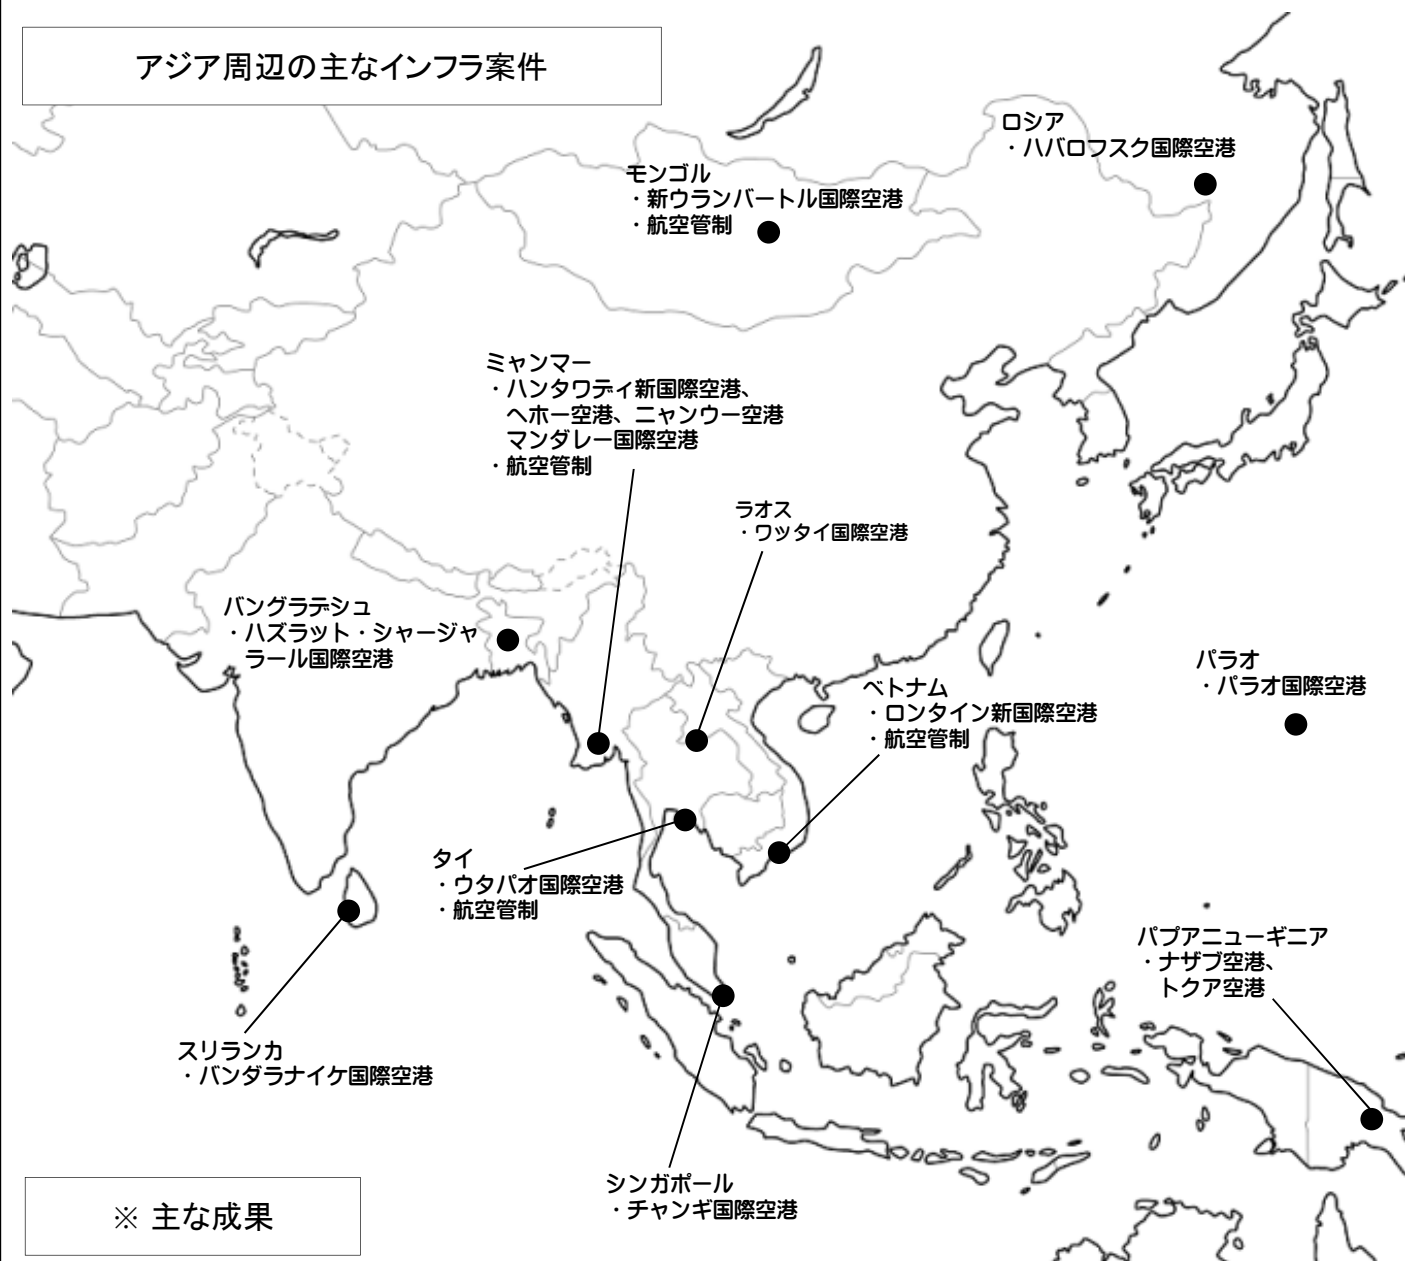 アジア周辺の主なインフラ案件
ロシア
・ハバロフスク国際空港
モンゴル
・新ウランバートル国際空港
・航空管制
ミャンマー
・ハンタワディ新国際空港、
ヘホー空港、ニャンウー空港
マンダレー国際空港
・航空管制
ラオス
・ワッタイ国際空港
バングラデシュ
・ハズラット・シャージャ
ラール国際空港
パラオ
・パラオ国際空港
ベトナム
・ロンタイン新国際空港
・航空管制
タイ
・ウタパオ国際空港
・航空管制
パプアニューギニア
・ナザブ空港、
トクア空港
スリランカ
・バンダラナイケ国際空港
シンガポール
・チャンギ国際空港
※ 主な成果